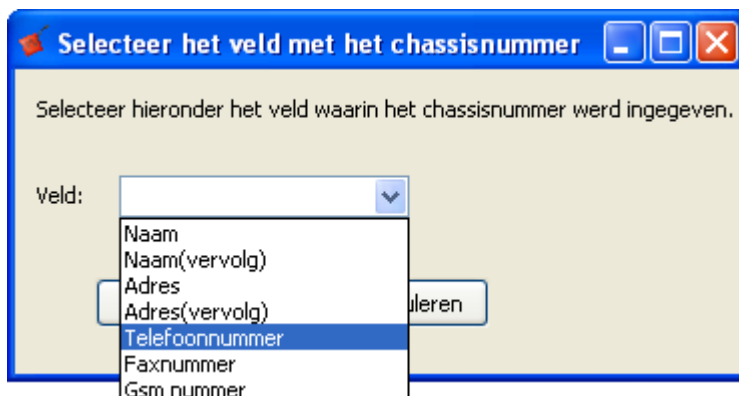 Selecteer het veld met het chassisnummer
Selecteer hieronder het veld waarin het chassisnummer werd ingegeven.
Veld:
Naam
Naam(vervolg)
Adres
Adres(vervolg)
uleren
Telefoonnummer
Faxnummer
Gsm nummer